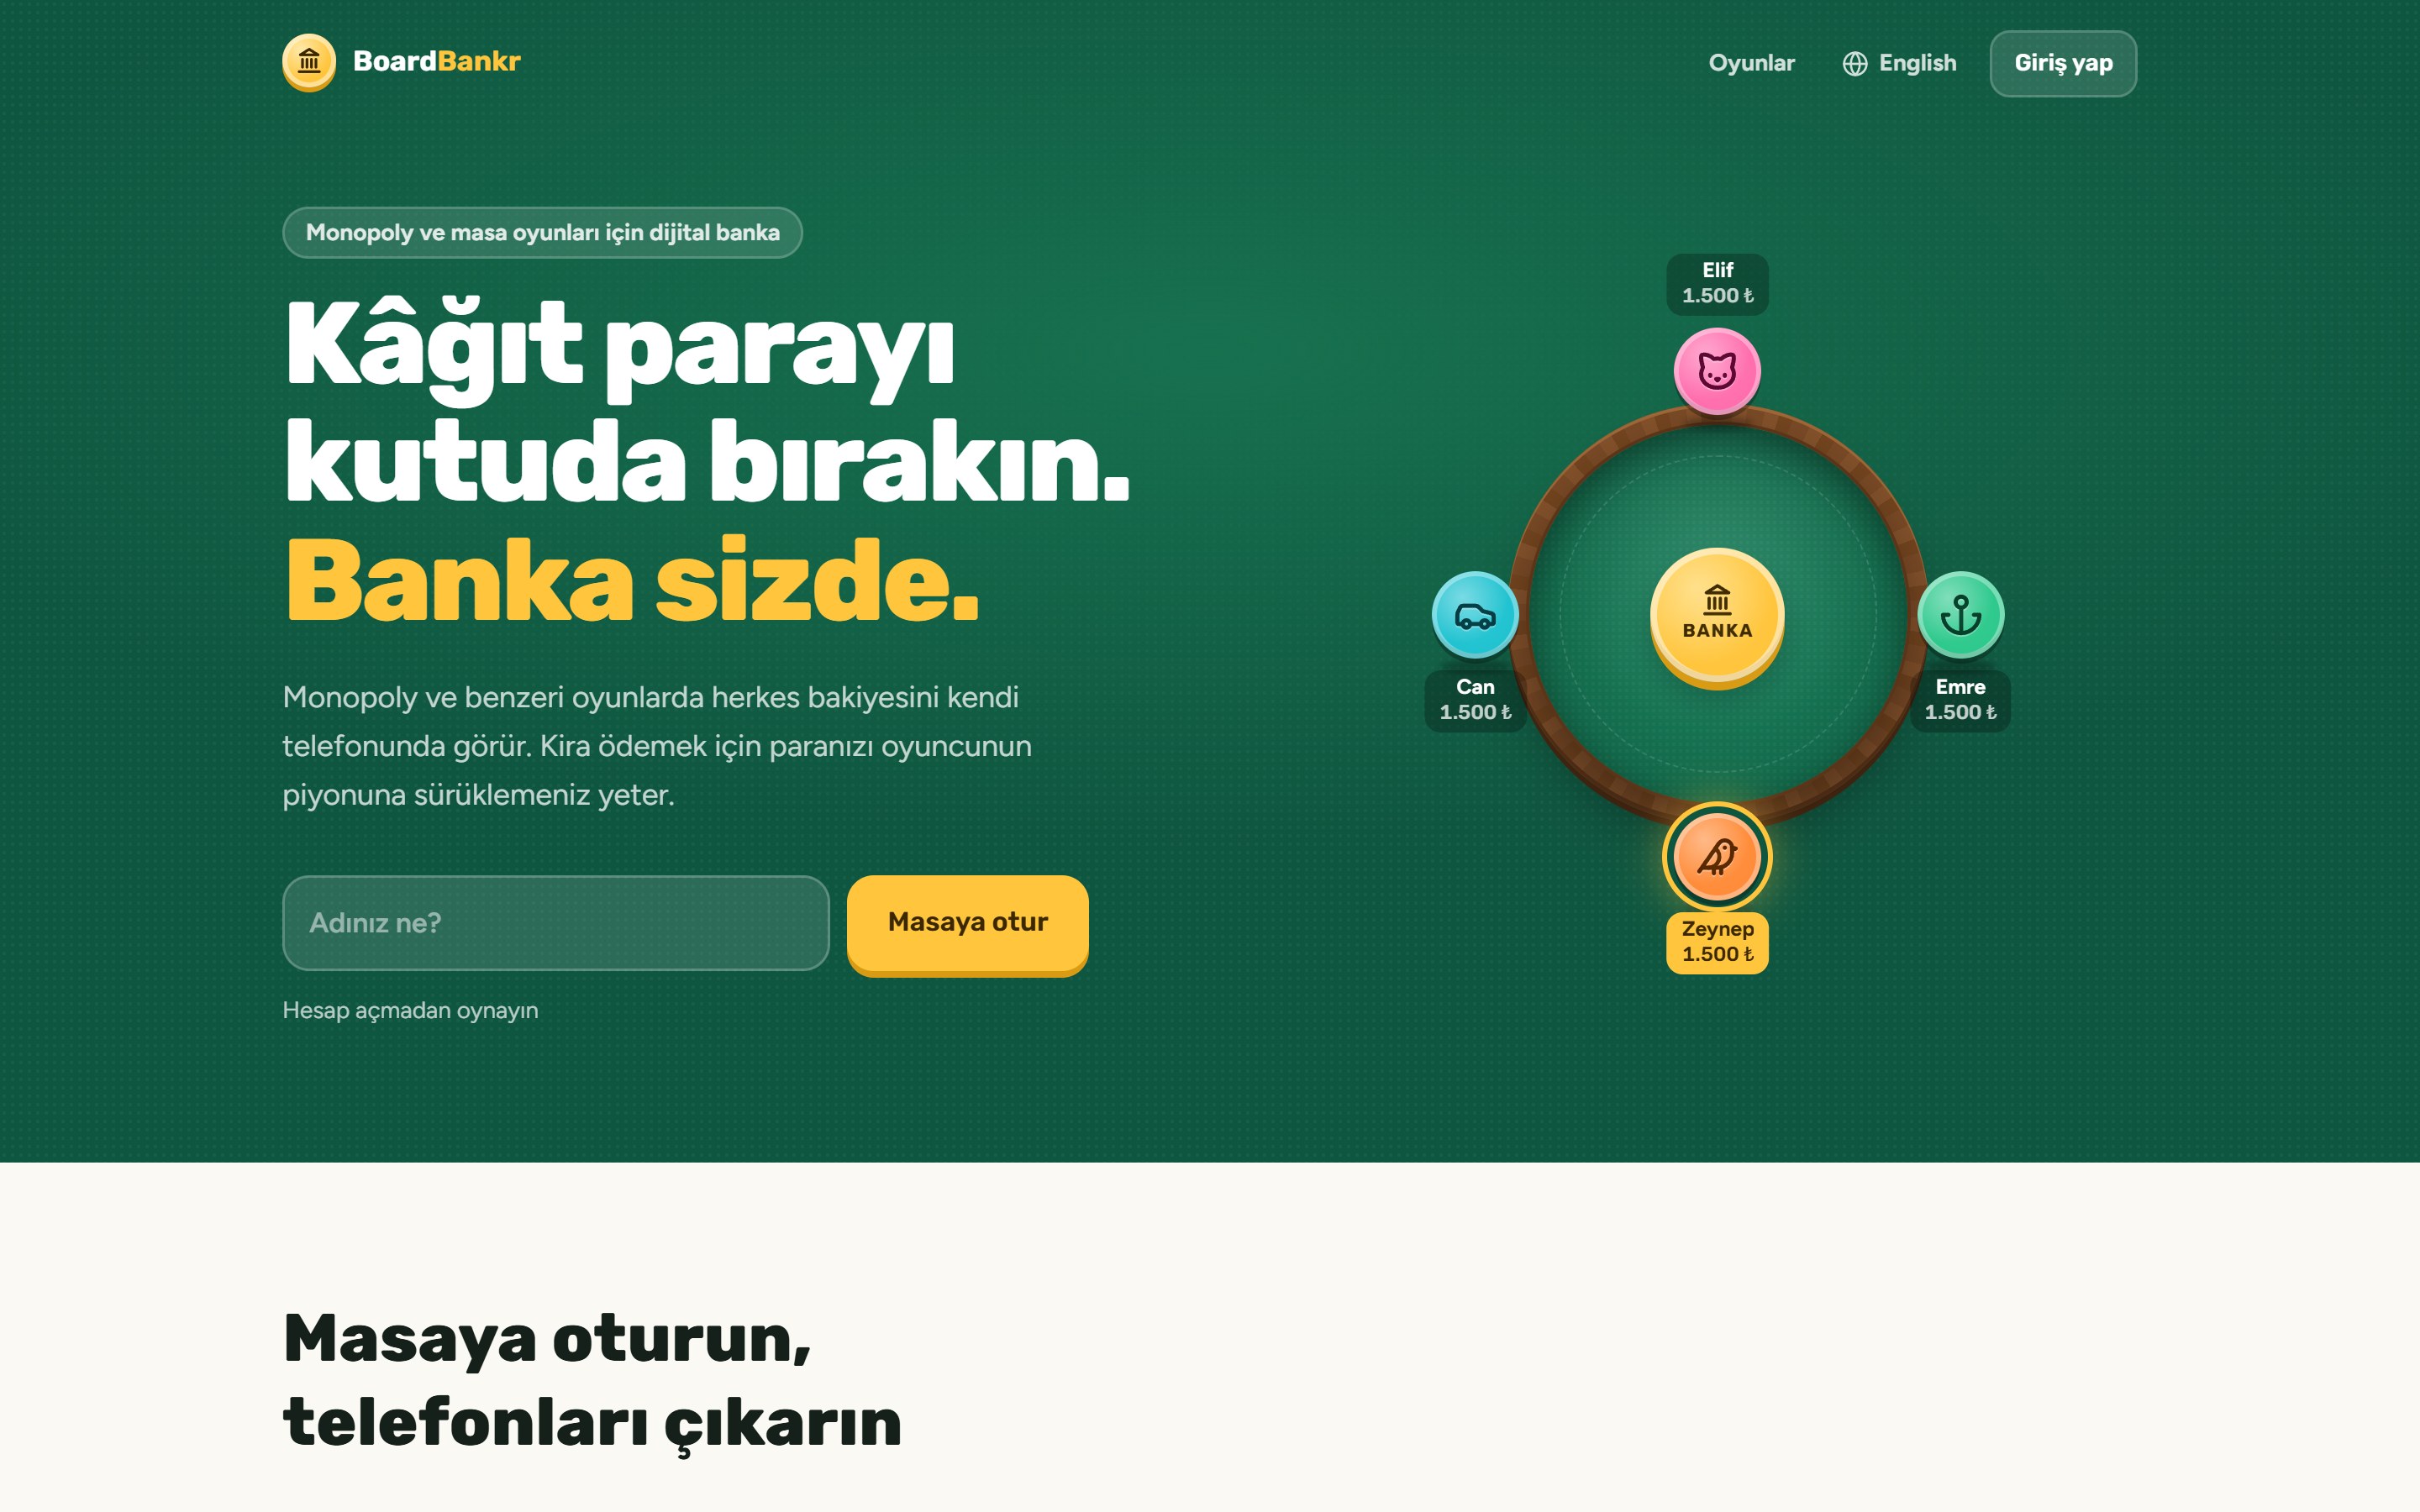 BoardBankr
Oyunlar
English
Giriş yap
Monopoly ve masa oyunları için dijital banka
Kâğıt parayı
kutuda bırakın.
Banka sizde.
Monopoly ve benzeri oyunlarda herkes bakiyesini kendi
telefonunda görür. Kira ödemek için paranızı oyuncunun
piyonuna sürüklemeniz yeter.
Adınız ne?
Masaya otur
Hesap açmadan oynayın
Elif
1.500 ₺
BANKA
Can
1.500 ₺
Emre
1.500 ₺
Zeynep
1.500 ₺
Masaya oturun,
telefonları çıkarın